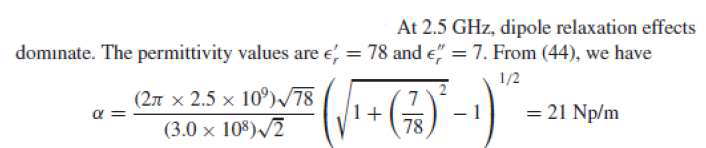 At 2.5 GHz, dipole relaxation effects
dominate. The permittivity values are ϵ′ᵣ = 78 and ϵ″ᵣ = 7. From (44), we have
α = (2π × 2.5 × 10⁹)√78 / (3.0 × 10⁸)√2 (√(1 + (7/78)²) − 1)^1/2 = 21 Np/m